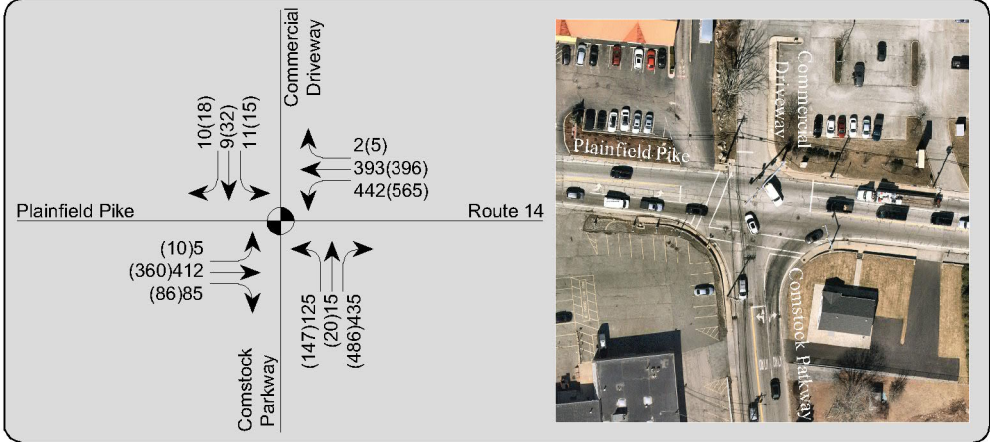 Commercial
Driveway
10(18)
9(32)
11(15)
2(5)
393(396)
442(565)
Plainfield Pike
Route 14
(10)5
(360)412
(86)85
(147)125
(20)15
(486)435
Comstock
Parkway
Commercial
Driveway
Plainfield Pike
Comstock Parkway